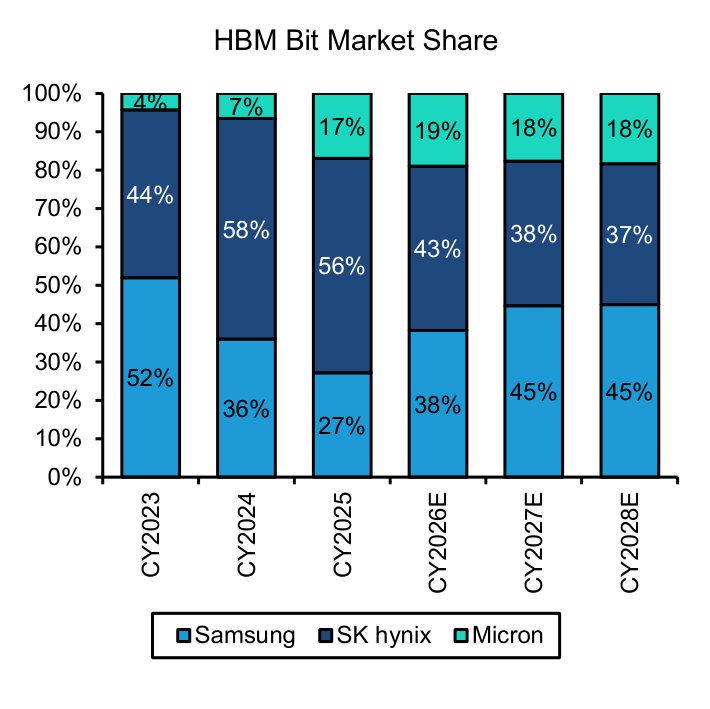 HBM Bit Market Share
100%
90%
80%
70%
60%
50%
40%
30%
20%
10%
0%
4% 7% 17% 19% 18% 18%
44% 58% 56% 43% 38% 37%
52% 36% 27% 38% 45% 45%
CY2023 CY2024 CY2025 CY2026E CY2027E CY2028E
Samsung SK hynix Micron